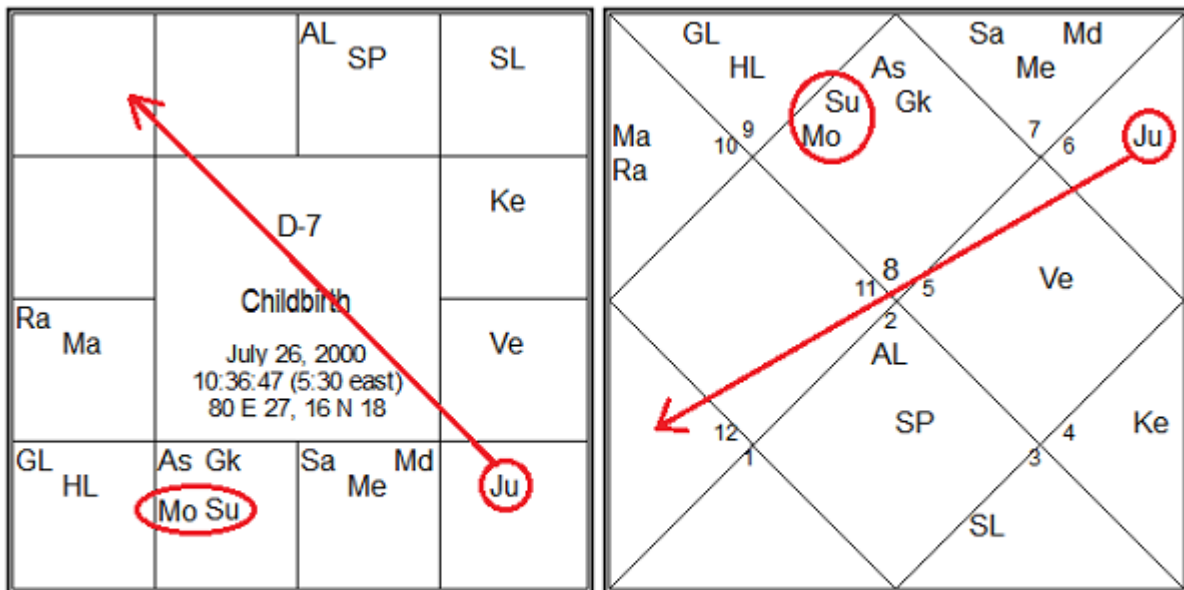 AL
SP
SL
Ke
D-7
Childbirth
July 26, 2000
10:36:47 (5:30 east)
80 E 27, 16 N 18
Ra
Ma
Ve
GL
HL
As Gk
Mo Su
Sa Md
Me
Ju
GL
HL
As
Gk
Su
Mo
Sa Md
Me
Ma
Ra
9
10
7
6
Ju
8
11
5
2
Ve
AL
SP
12
1
4
3
Ke
SL